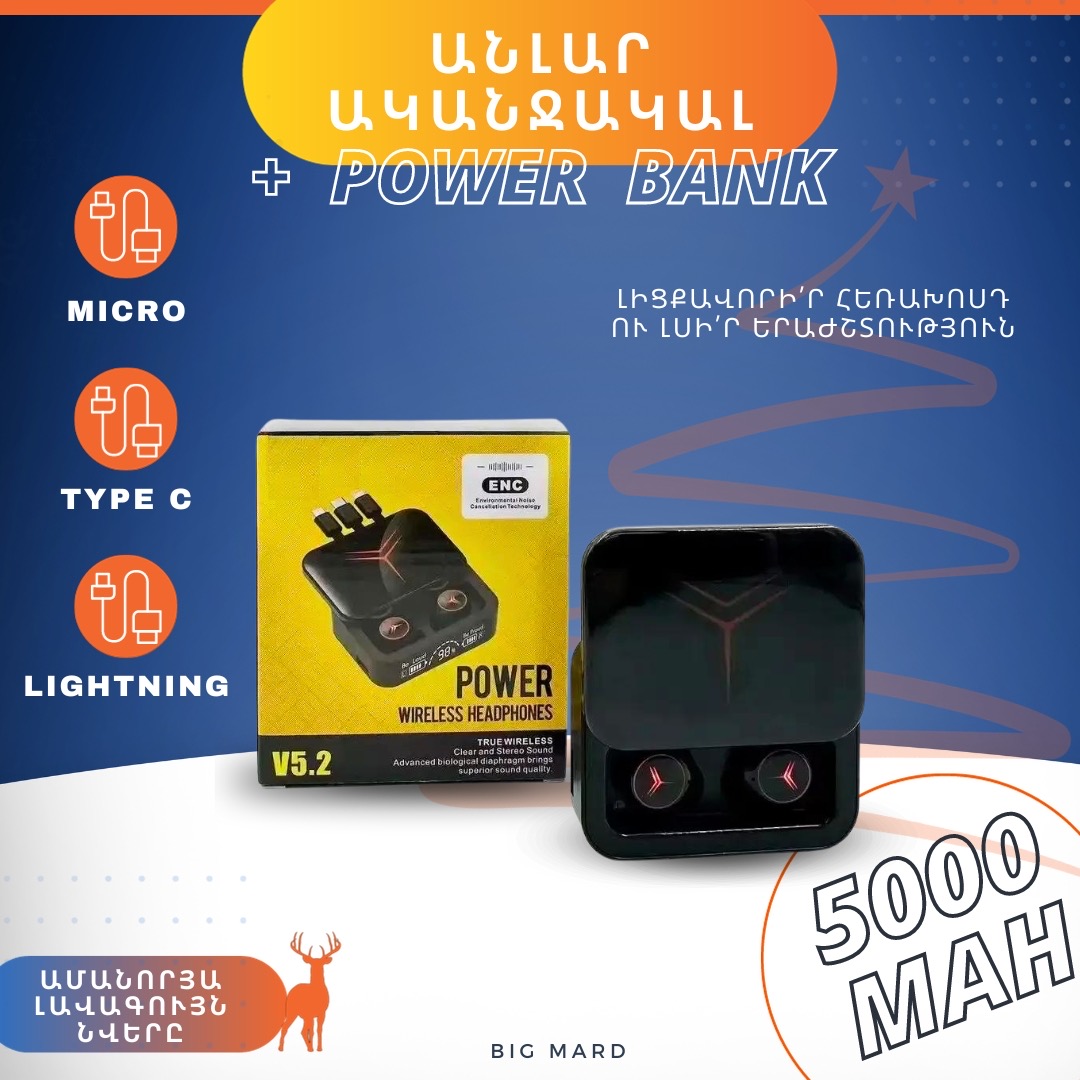 ԱՆԼԱՐ
ԱԿԱՆՋԱԿԱԼ
+ POWER BANK
MICRO
TYPE C
LIGHTNING
ԼԻՑՔԱՎՈՐԻ՛Ր ՀԵՌԱԽՈՍԴ
ՈՒ ԼՍԻ՛Ր ԵՐԱԺՇՏՈՒԹՅՈՒՆ
ENC
Environmental Noise
Cancellation Technology
98%
POWER
WIRELESS HEADPHONES
V5.2
TRUE WIRELESS
Clear and Stereo Sound
Advanced biological diaphragm brings
superior sound quality.
5000
MAH
ԱՄԱՆՈՐՅԱ
ԼԱՎԱԳՈՒՅՆ
ՆՎԵՐԸ
BIG MARD